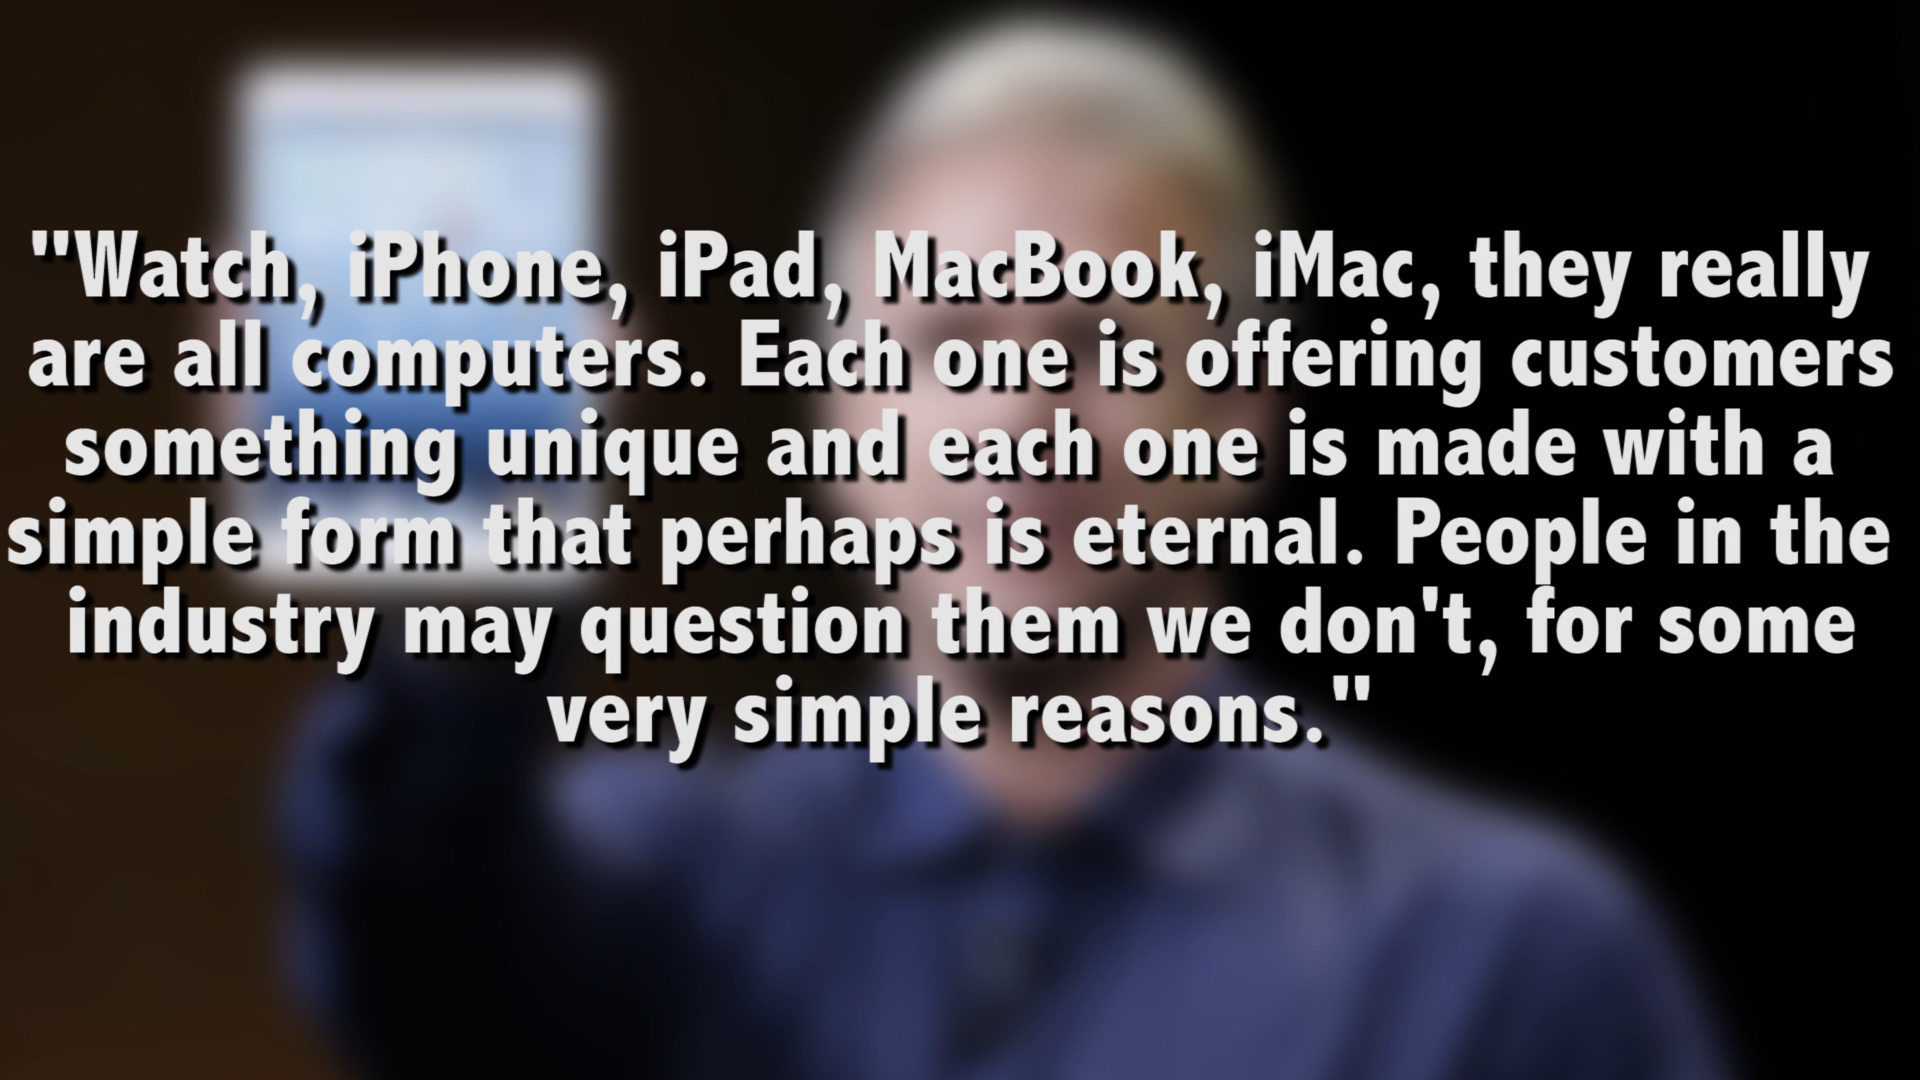 "Watch, iPhone, iPad, MacBook, iMac, they really
are all computers. Each one is offering customers
something unique and each one is made with a
simple form that perhaps is eternal. People in the
industry may question them we don't, for some
very simple reasons."